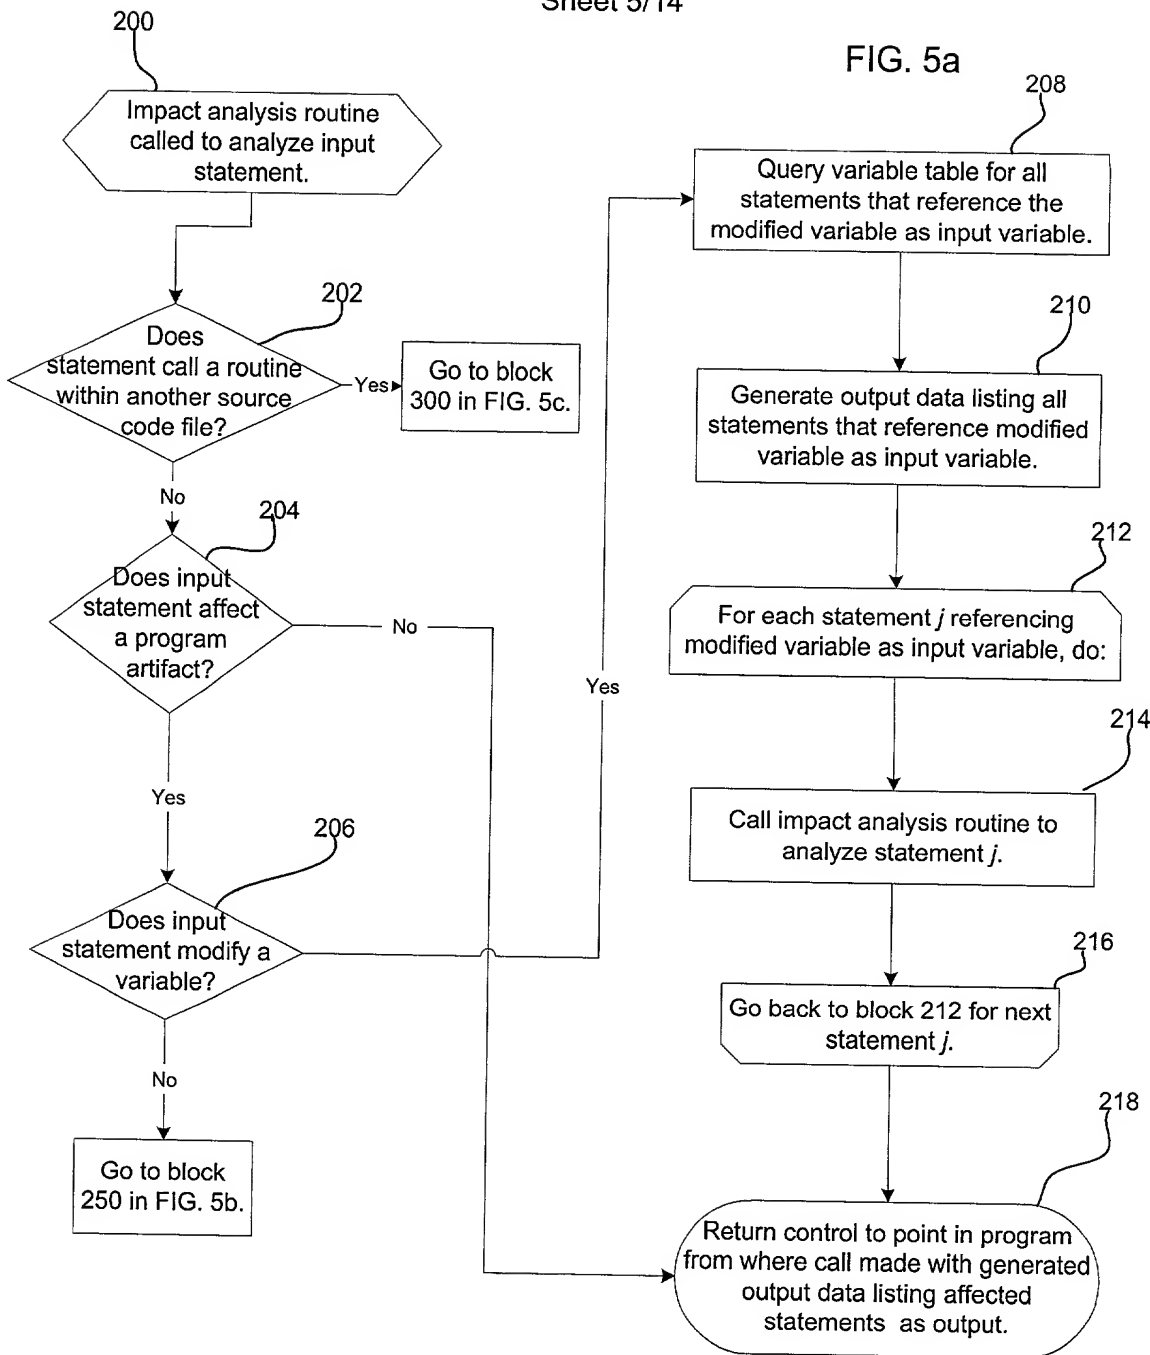 Sheet 5/14
FIG. 5a
200
Impact analysis routine
called to analyze input
statement.
202
Does
statement call a routine
within another source
code file?
Yes
Go to block
300 in FIG. 5c.
No
204
Does input
statement affect
a program
artifact?
No
Yes
206
Does input
statement modify a
variable?
Yes
No
Go to block
250 in FIG. 5b.
208
Query variable table for all
statements that reference the
modified variable as input variable.
210
Generate output data listing all
statements that reference modified
variable as input variable.
212
For each statement j referencing
modified variable as input variable, do:
214
Call impact analysis routine to
analyze statement j.
216
Go back to block 212 for next
statement j.
218
Return control to point in program
from where call made with generated
output data listing affected
statements as output.